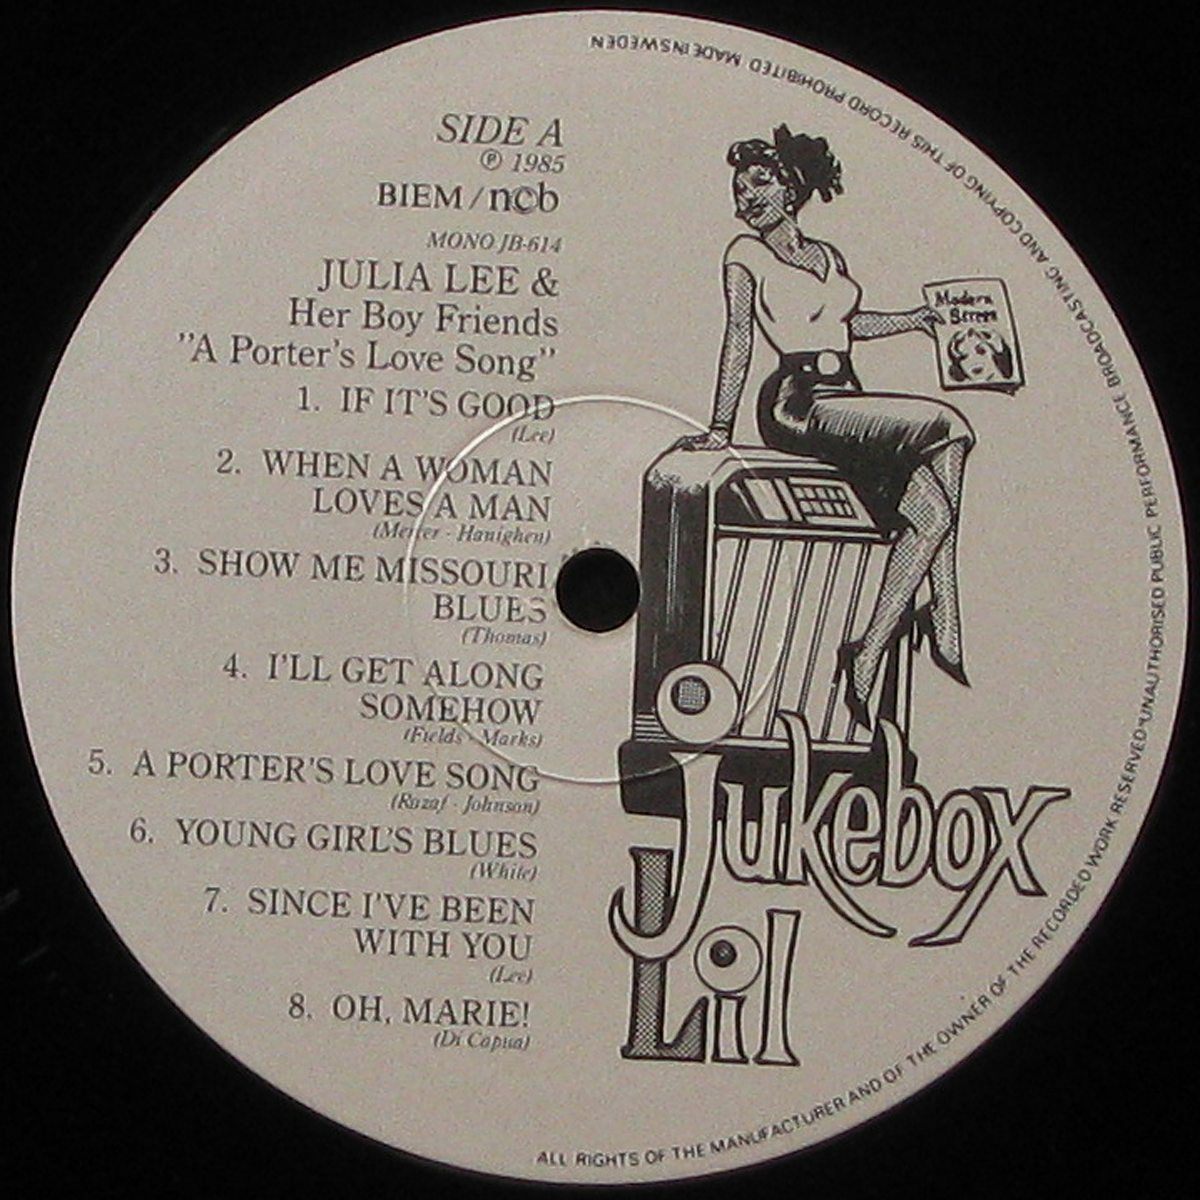 SIDE A
℗ 1985
BIEM / ncb
MONO JB-614
JULIA LEE &
Her Boy Friends
"A Porter's Love Song"
1. IF IT'S GOOD
(Lee)
2. WHEN A WOMAN
LOVES A MAN
(Mercer - Hanighen)
3. SHOW ME MISSOURI
BLUES
(Thomas)
4. I'LL GET ALONG
SOMEHOW
(Fields - Marks)
5. A PORTER'S LOVE SONG
(Razaf - Johnson)
6. YOUNG GIRL'S BLUES
(White)
7. SINCE I'VE BEEN
WITH YOU
(Lee)
8. OH, MARIE!
(Di Capua)
Modern
Screen
Jukebox
Lil
ALL RIGHTS OF THE MANUFACTURER AND OF THE OWNER OF THE RECORDED WORK RESERVED·UNAUTHORISED PUBLIC PERFORMANCE BROADCASTING AND COPYING OF THIS RECORD PROHIBITED MADE IN SWEDEN